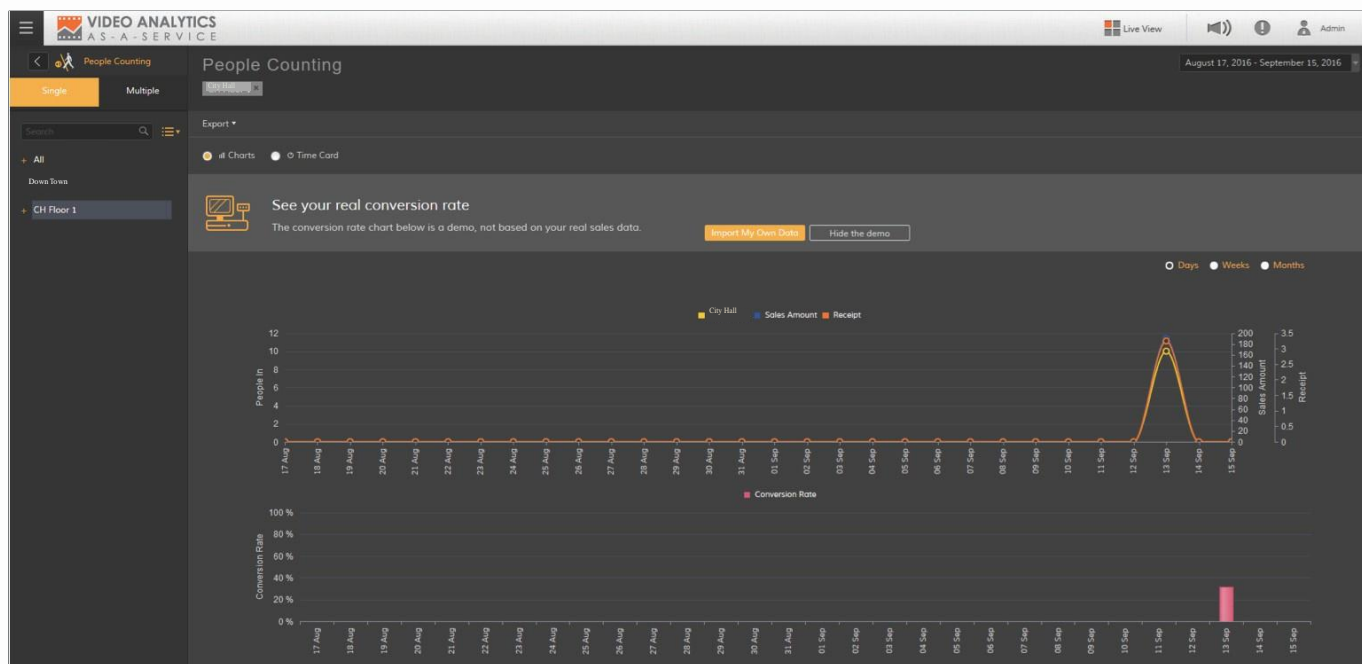 VIDEO ANALYTICS
AS-A-SERVICE
Live View
Admin
People Counting
Single
Multiple
Search
+ All
Down Town
+ CH Floor 1
People Counting
August 17, 2016 - September 15, 2016
City Hall ×
Export
Charts
Time Card
See your real conversion rate
The conversion rate chart below is a demo, not based on your real sales data.
Import My Own Data
Hide the demo
Days
Weeks
Months
City Hall
Sales Amount
Receipt
People In
12
10
8
6
4
2
0
200
180
160
140
120
100
80
60
40
20
0
Sales Amount
3.5
3
2.5
2
1.5
1
0.5
0
Receipt
17 Aug
18 Aug
19 Aug
20 Aug
21 Aug
22 Aug
23 Aug
24 Aug
25 Aug
26 Aug
27 Aug
28 Aug
29 Aug
30 Aug
31 Aug
01 Sep
02 Sep
03 Sep
04 Sep
05 Sep
06 Sep
07 Sep
08 Sep
09 Sep
10 Sep
11 Sep
12 Sep
13 Sep
14 Sep
15 Sep
Conversion Rate
Conversion Rate
100 %
80 %
60 %
40 %
20 %
0 %
17 Aug
18 Aug
19 Aug
20 Aug
21 Aug
22 Aug
23 Aug
24 Aug
25 Aug
26 Aug
27 Aug
28 Aug
29 Aug
30 Aug
31 Aug
01 Sep
02 Sep
03 Sep
04 Sep
05 Sep
06 Sep
07 Sep
08 Sep
09 Sep
10 Sep
11 Sep
12 Sep
13 Sep
14 Sep
15 Sep